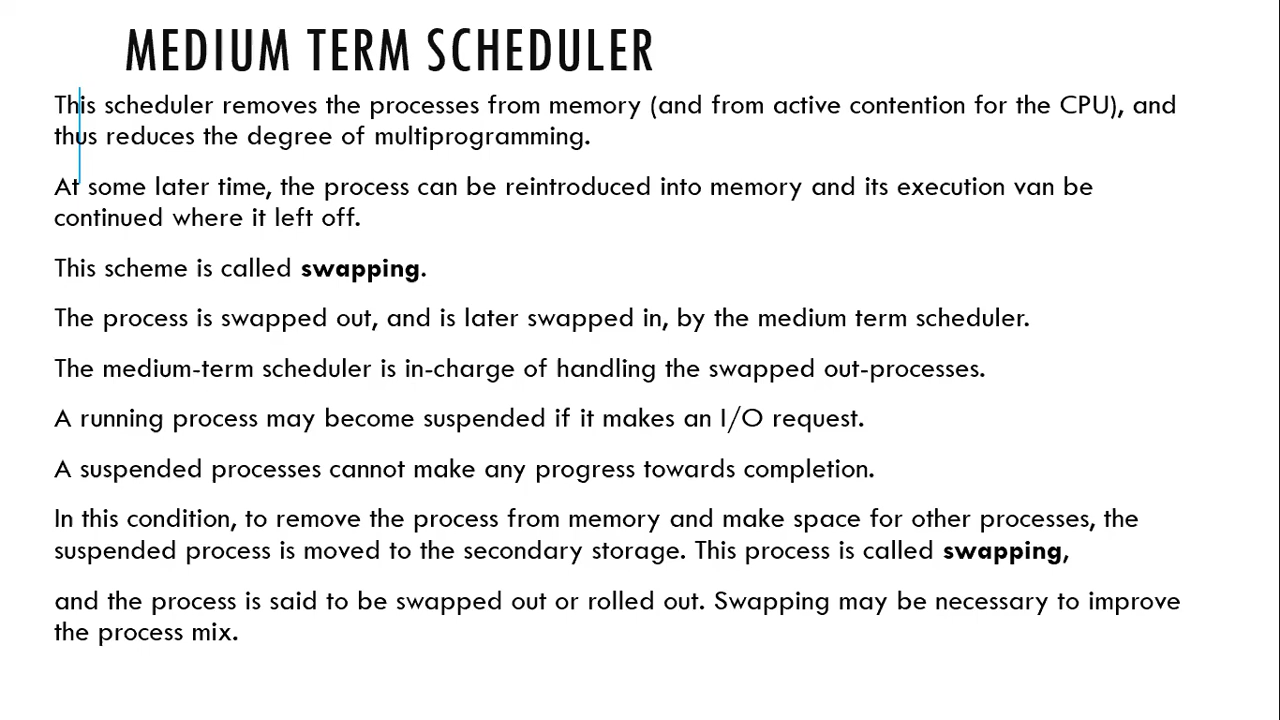 MEDIUM TERM SCHEDULER
This scheduler removes the processes from memory (and from active contention for the CPU), and
thus reduces the degree of multiprogramming.
At some later time, the process can be reintroduced into memory and its execution van be
continued where it left off.
This scheme is called swapping.
The process is swapped out, and is later swapped in, by the medium term scheduler.
The medium-term scheduler is in-charge of handling the swapped out-processes.
A running process may become suspended if it makes an I/O request.
A suspended processes cannot make any progress towards completion.
In this condition, to remove the process from memory and make space for other processes, the
suspended process is moved to the secondary storage. This process is called swapping,
and the process is said to be swapped out or rolled out. Swapping may be necessary to improve
the process mix.